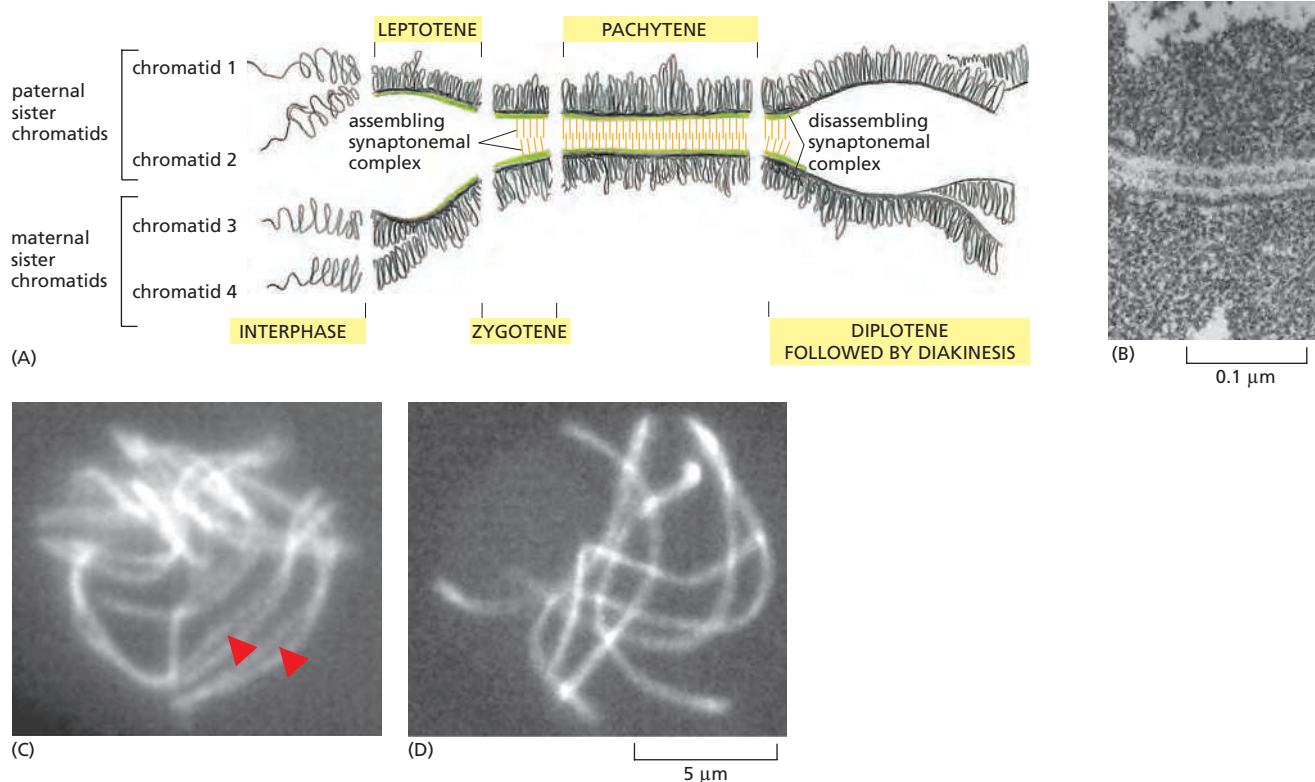 LEPTOTENE
PACHYTENE
paternal
sister
chromatids
chromatid 1
chromatid 2
assembling
synaptonemal
complex
disassembling
synaptonemal
complex
maternal
sister
chromatids
chromatid 3
chromatid 4
INTERPHASE
ZYGOTENE
DIPLOTENE
FOLLOWED BY DIAKINESIS
(A)
(B)
0.1 μm
(C)
(D)
5 μm